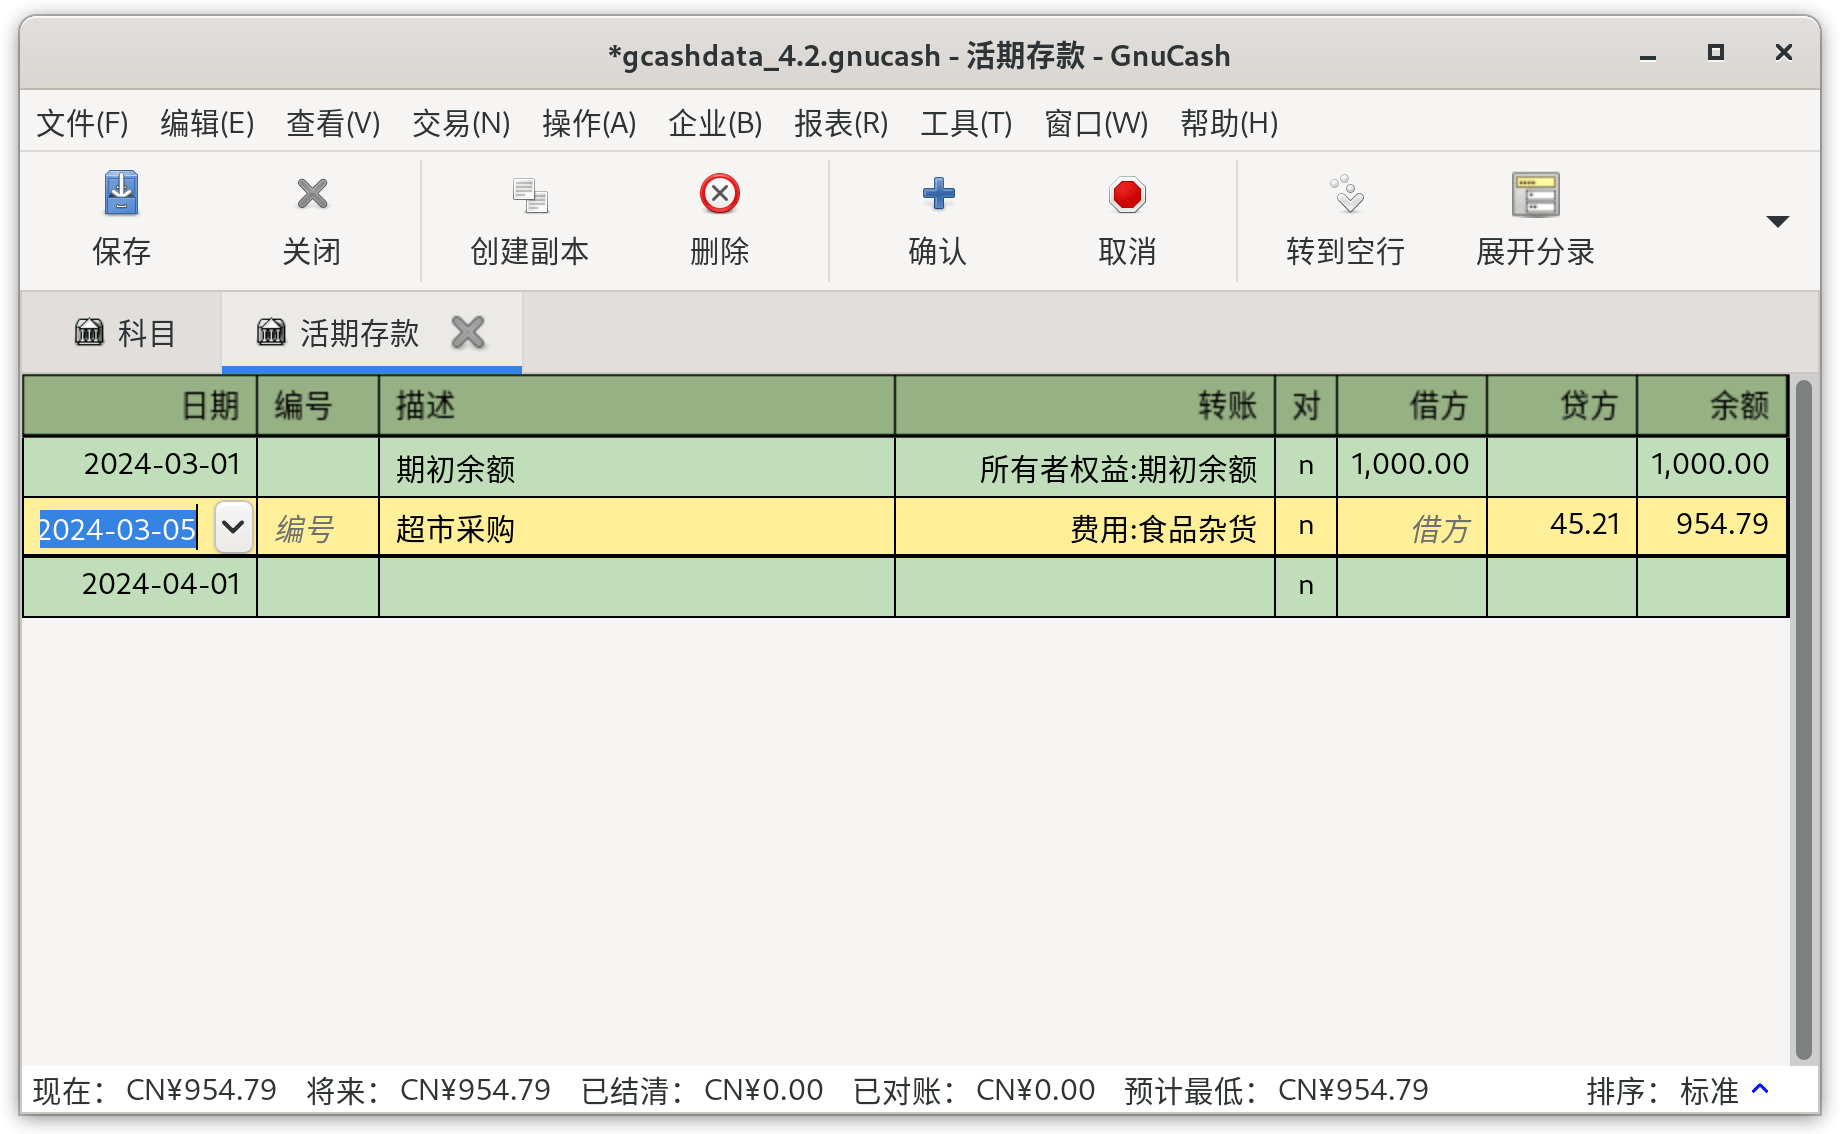 *gcashdata_4.2.gnucash - 活期存款 - GnuCash
文件(F) 编辑(E) 查看(V) 交易(N) 操作(A) 企业(B) 报表(R) 工具(T) 窗口(W) 帮助(H)
保存 关闭 创建副本 删除 确认 取消 转到空行 展开分录
科目 活期存款
日期 编号 描述 转账 对 借方 贷方 余额
2024-03-01 期初余额 所有者权益:期初余额 n 1,000.00 1,000.00
2024-03-05 编号 超市采购 费用:食品杂货 n 借方 45.21 954.79
2024-04-01 n
现在： CN¥954.79 将来： CN¥954.79 已结清： CN¥0.00 已对账： CN¥0.00 预计最低： CN¥954.79 排序： 标准